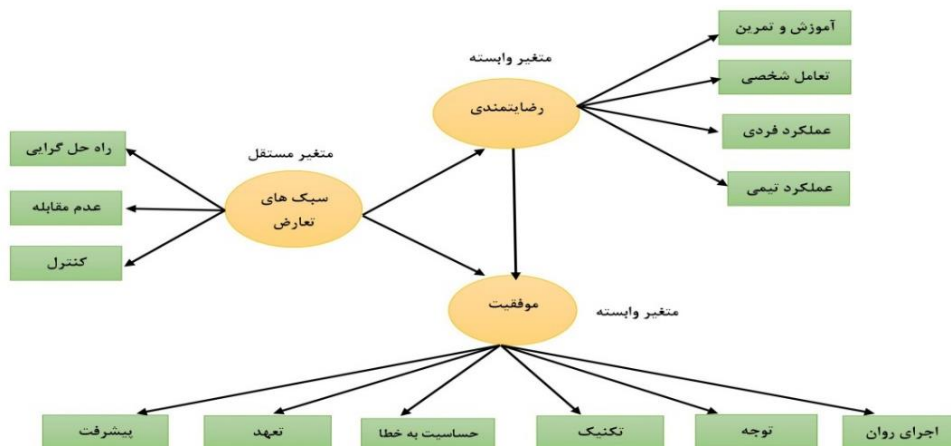 آموزش و تمرین
متغیر وابسته
تعامل شخصی
رضایتمندی
عملکرد فردی
راه حل گرایی
متغیر مستقل
عملکرد تیمی
سبک های
تعارض
عدم مقابله
کنترل
موفقیت
متغیر وابسته
اجرای روان
توجه
تکنیک
حساسیت به خطا
تعهد
پیشرفت